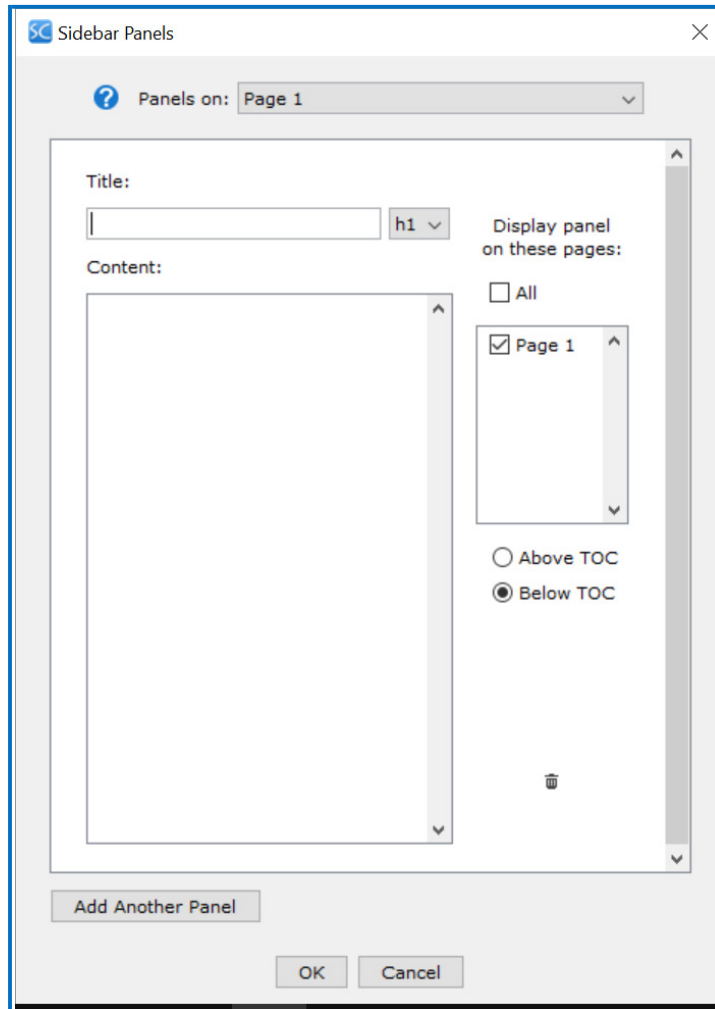 SC Sidebar Panels
? Panels on: Page 1
Title:
h1
Display panel
on these pages:
Content:
All
Page 1
Above TOC
Below TOC
Add Another Panel
OK Cancel